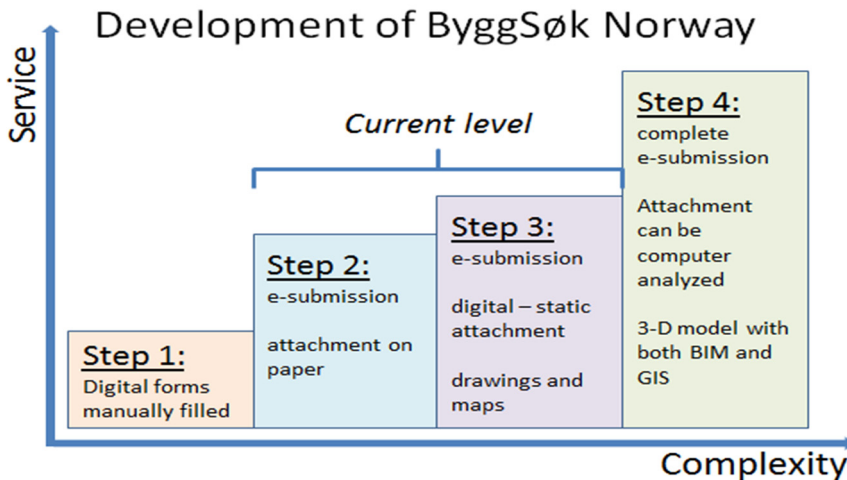 Development of ByggSøk Norway
Service
Current level
Step 1:
Digital forms
manually filled
Step 2:
e-submission
attachment on
paper
Step 3:
e-submission
digital – static
attachment
drawings and
maps
Step 4:
complete
e-submission
Attachment
can be
computer
analyzed
3-D model with
both BIM and
GIS
Complexity